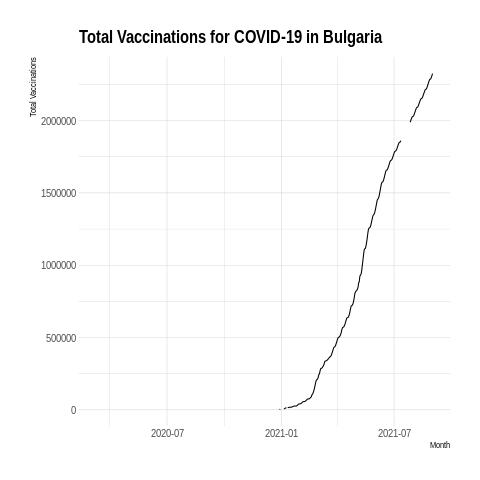 Total Vaccinations for COVID-19 in Bulgaria
Total Vaccinations
2000000
1500000
1000000
500000
0
2020-07 2021-01 2021-07
Month